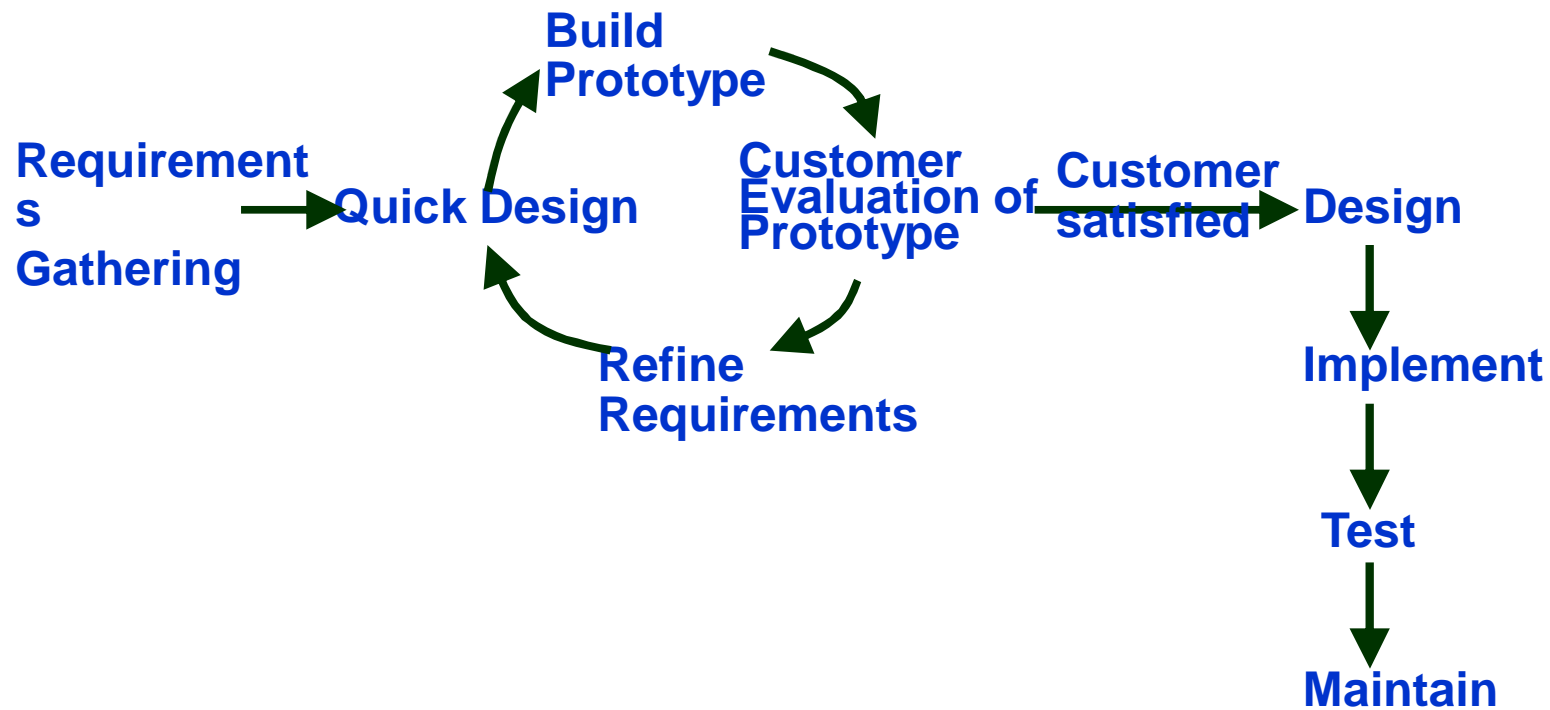 Build
Prototype
Requirement
s
Gathering
Quick Design
Customer
Evaluation of
Prototype
Customer
satisfied
Design
Refine
Requirements
Implement
Test
Maintain